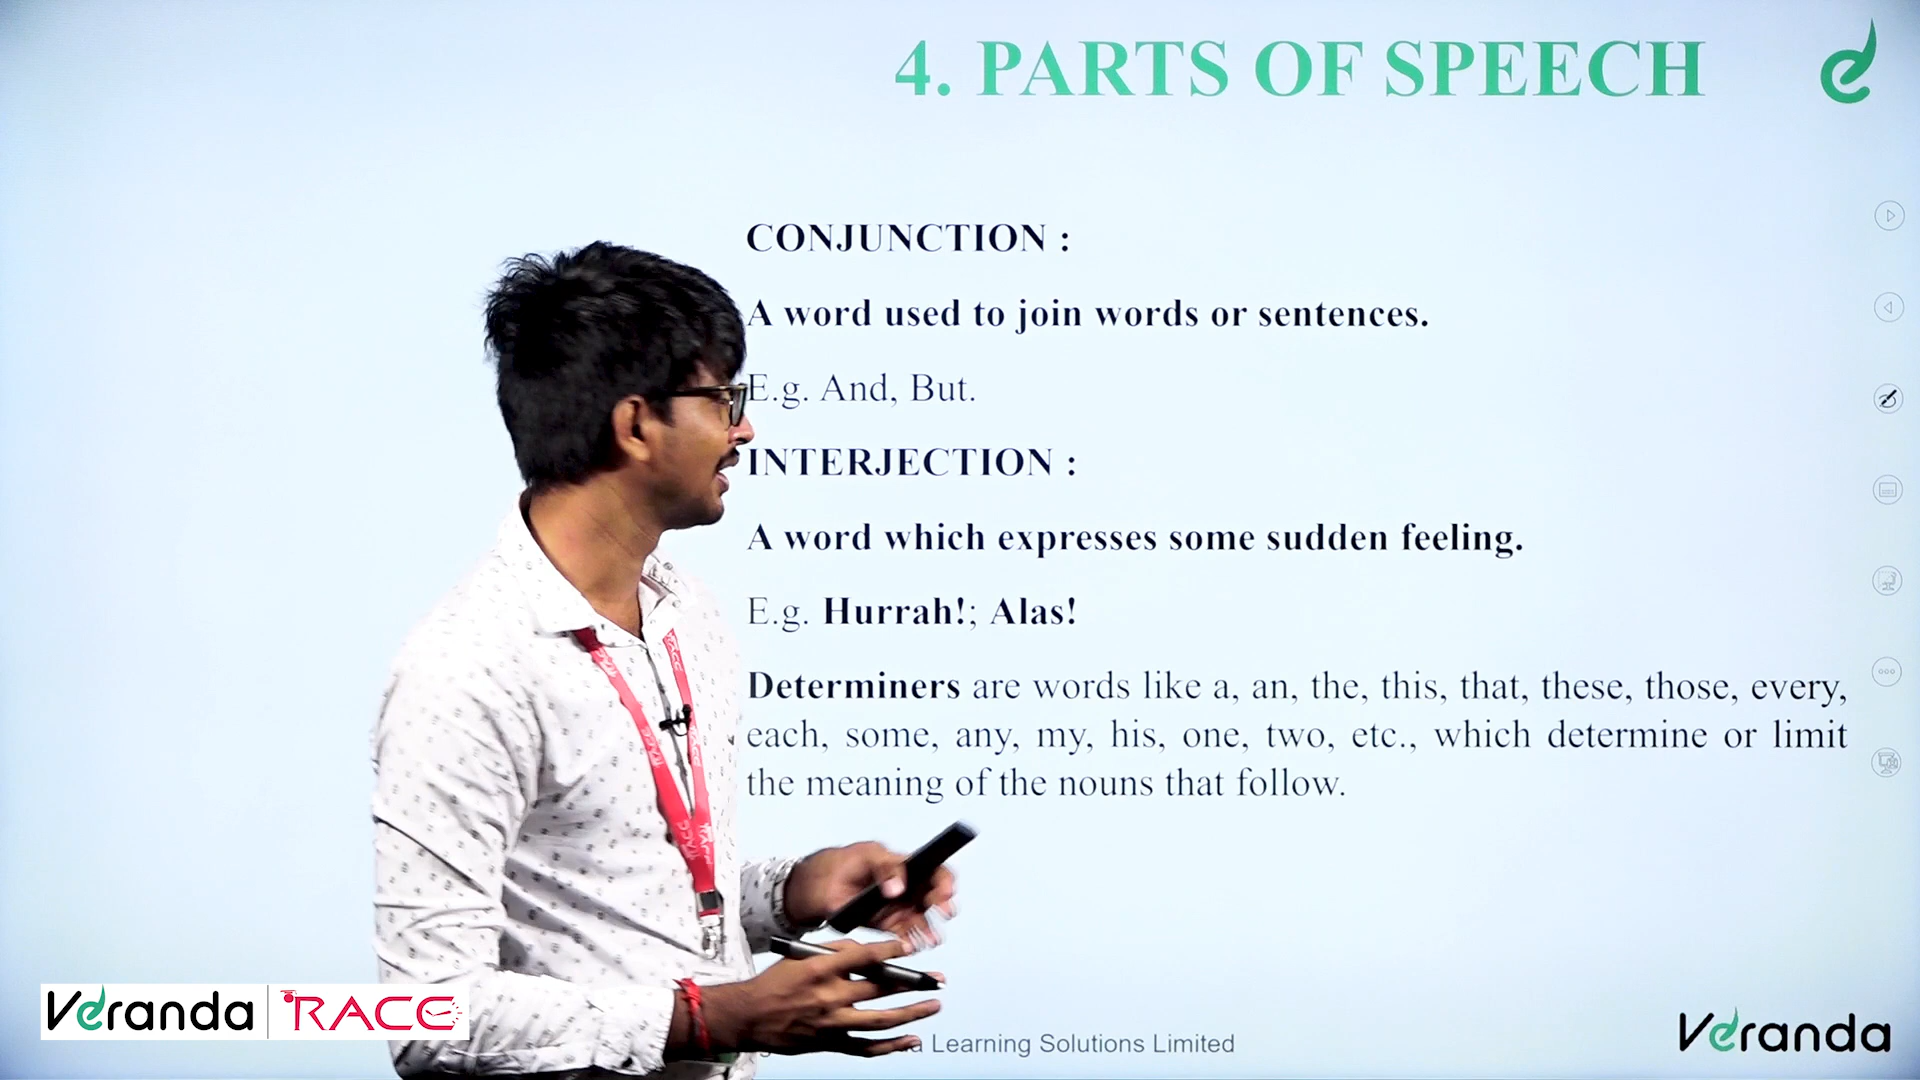 4. PARTS OF SPEECH
CONJUNCTION :
A word used to join words or sentences.
E.g. And, But.
INTERJECTION :
A word which expresses some sudden feeling.
E.g. Hurrah!; Alas!
Determiners are words like a, an, the, this, that, these, those, every,
each, some, any, my, his, one, two, etc., which determine or limit
the meaning of the nouns that follow.
Learning Solutions Limited
Veranda RACE
Veranda